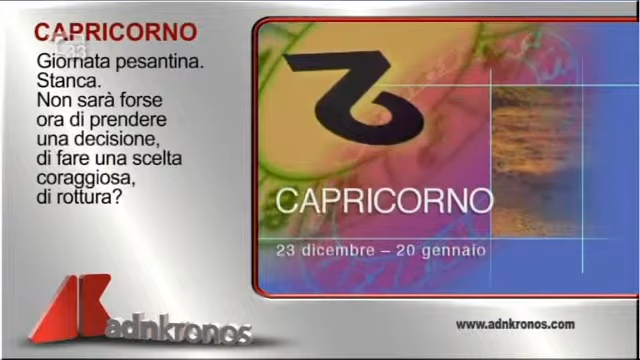 CAPRICORNO
33
Giornata pesantina.
Stanca.
Non sarà forse
ora di prendere
una decisione,
di fare una scelta
coraggiosa,
di rottura?
CAPRICORNO
23 dicembre – 20 gennaio
adnkronos
www.adnkronos.com